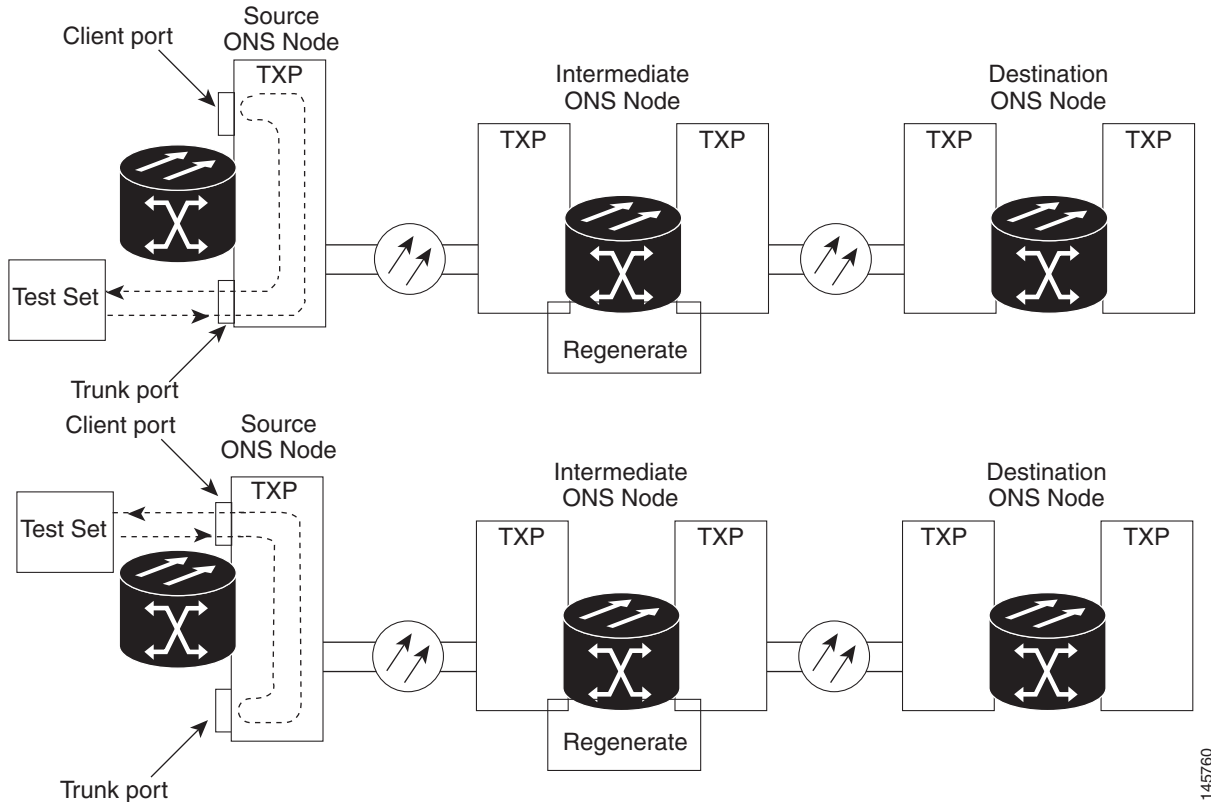 Client port
Source
ONS Node
TXP
Intermediate
ONS Node
TXP
TXP
Destination
ONS Node
TXP
TXP
Test Set
Regenerate
Trunk port
Client port
Source
ONS Node
TXP
Intermediate
ONS Node
TXP
TXP
Destination
ONS Node
TXP
TXP
Test Set
Regenerate
Trunk port
145760